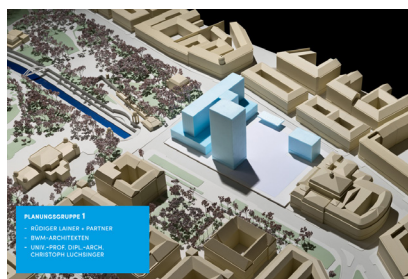 PLANUNGSGRUPPE 1
- RÜDIGER LAINER + PARTNER
- BWM-ARCHITEKTEN
- UNIV.-PROF. DIPL.-ARCH.
CHRISTOPH LUCHSINGER